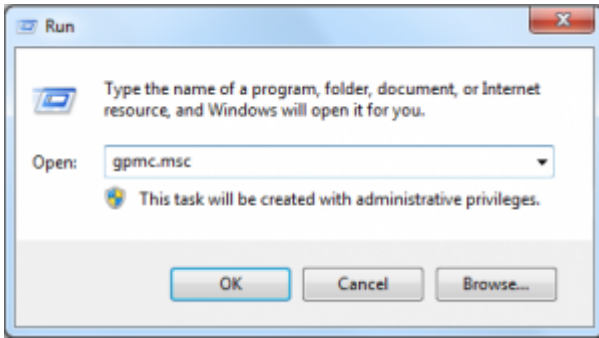 Run
Type the name of a program, folder, document, or Internet
resource, and Windows will open it for you.
Open: gpmc.msc
This task will be created with administrative privileges.
OK Cancel Browse...